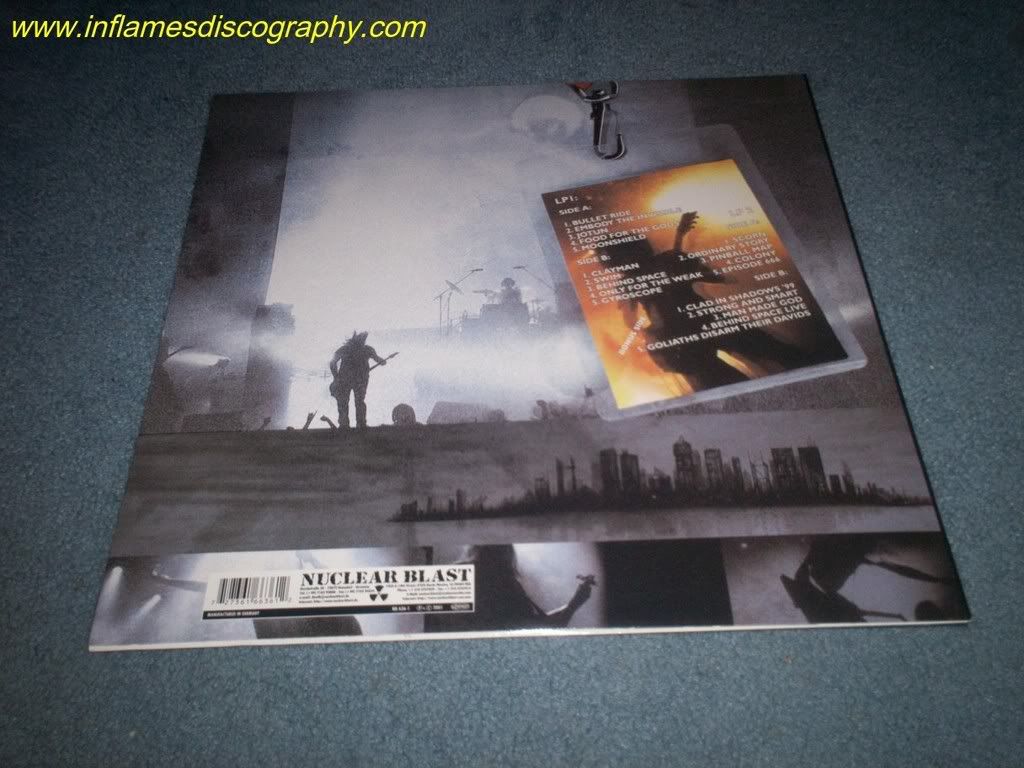 www.inflamesdiscography.com
LP1:
SIDE A:
1. BULLET RIDE
2. EMBODY THE INVISIBLE
3. JOTUN
4. FOOD FOR THE GODS
5. MOONSHIELD
SIDE B:
1. CLAYMAN
2. SWIM
3. BEHIND SPACE
4. ONLY FOR THE WEAK
5. GYROSCOPE
LP 2
1. SCORN
2. ORDINARY STORY
3. PINBALL MAP
4. COLONY
5. EPISODE 666
SIDE B:
1. CLAD IN SHADOWS '99
2. STRONG AND SMART
3. MAN MADE GOD
4. BEHIND SPACE LIVE
BONUS SIDE
5. GOLIATHS DISARM THEIR DAVIDS
NUCLEAR BLAST
MANUFACTURED IN GERMANY